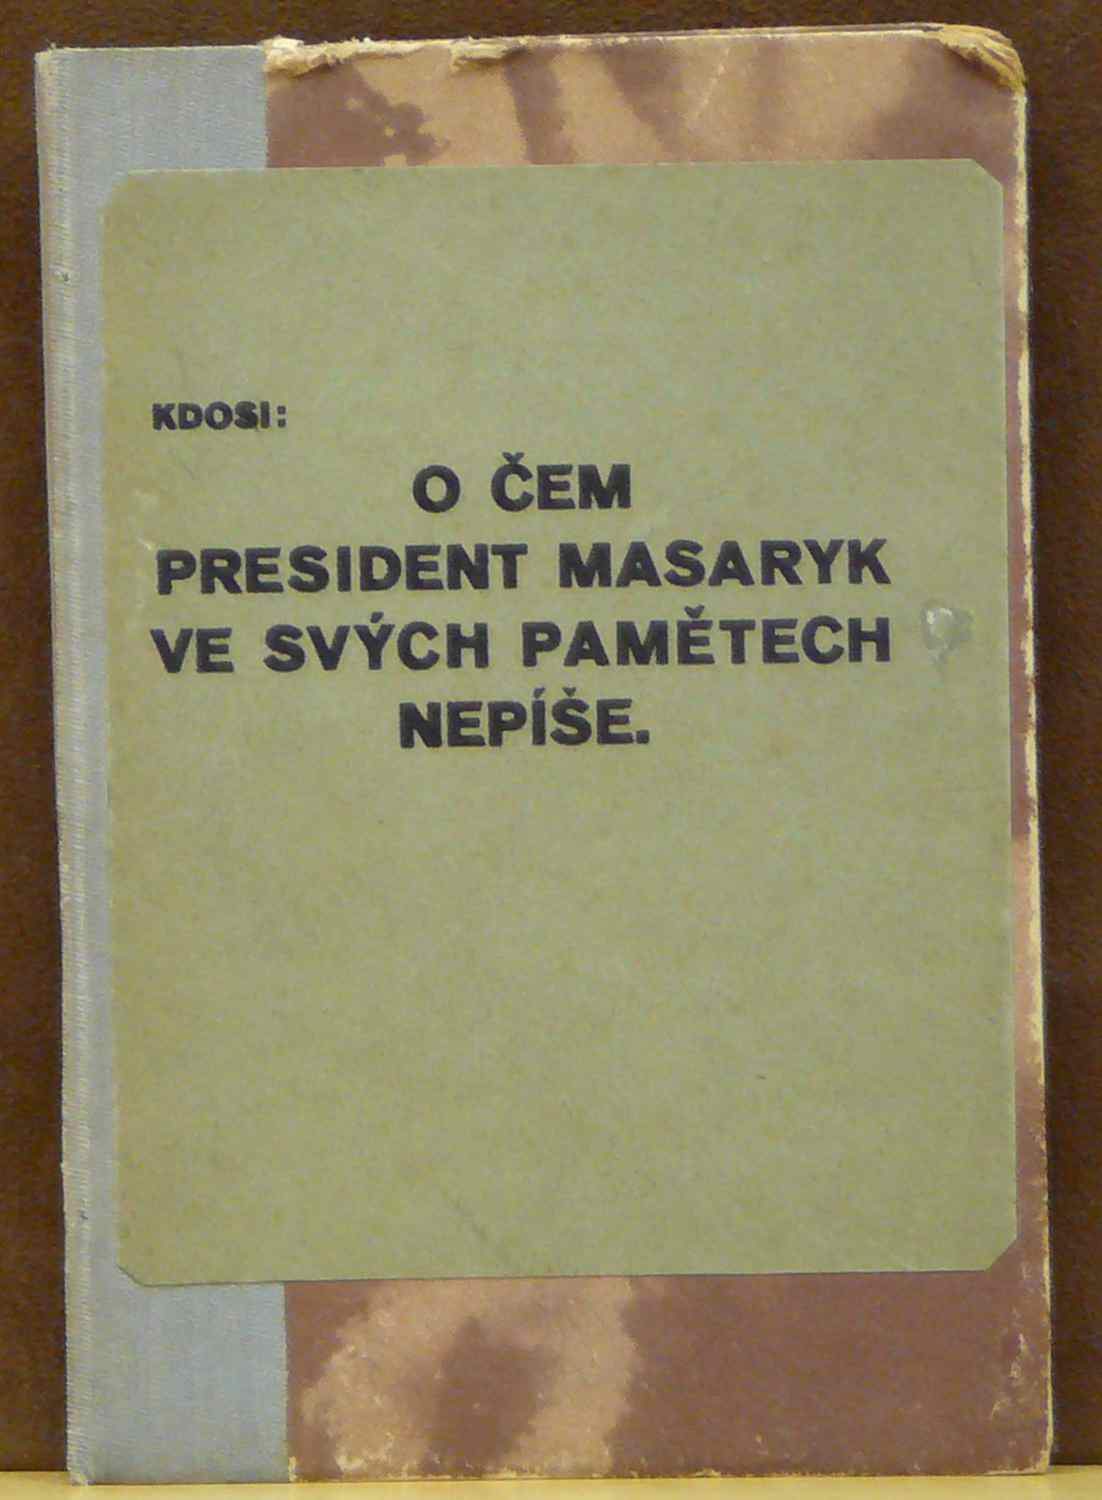 KDOSI:
O ČEM
PRESIDENT MASARYK
VE SVÝCH PAMĚTECH
NEPÍŠE.